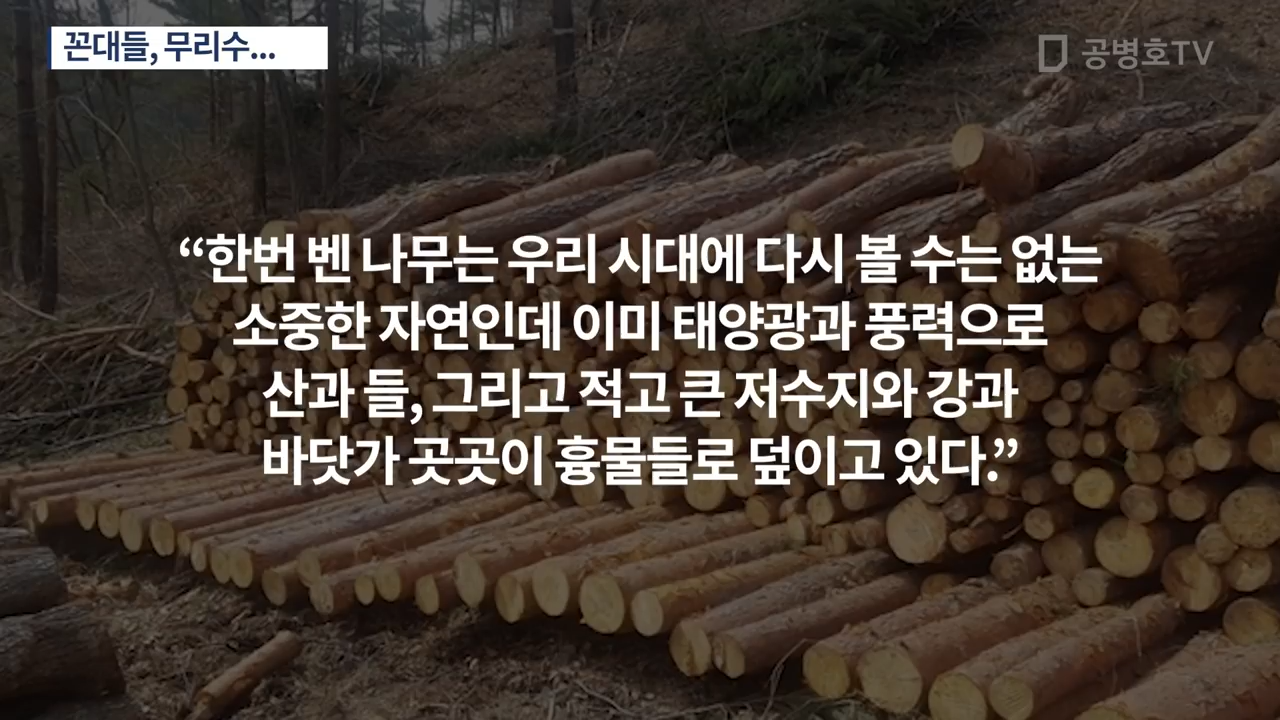 꼰대들, 무리수...
공병호TV
“한번 벤 나무는 우리 시대에 다시 볼 수는 없는
소중한 자연인데 이미 태양광과 풍력으로
산과 들, 그리고 적고 큰 저수지와 강과
바닷가 곳곳이 흉물들로 덮이고 있다.”